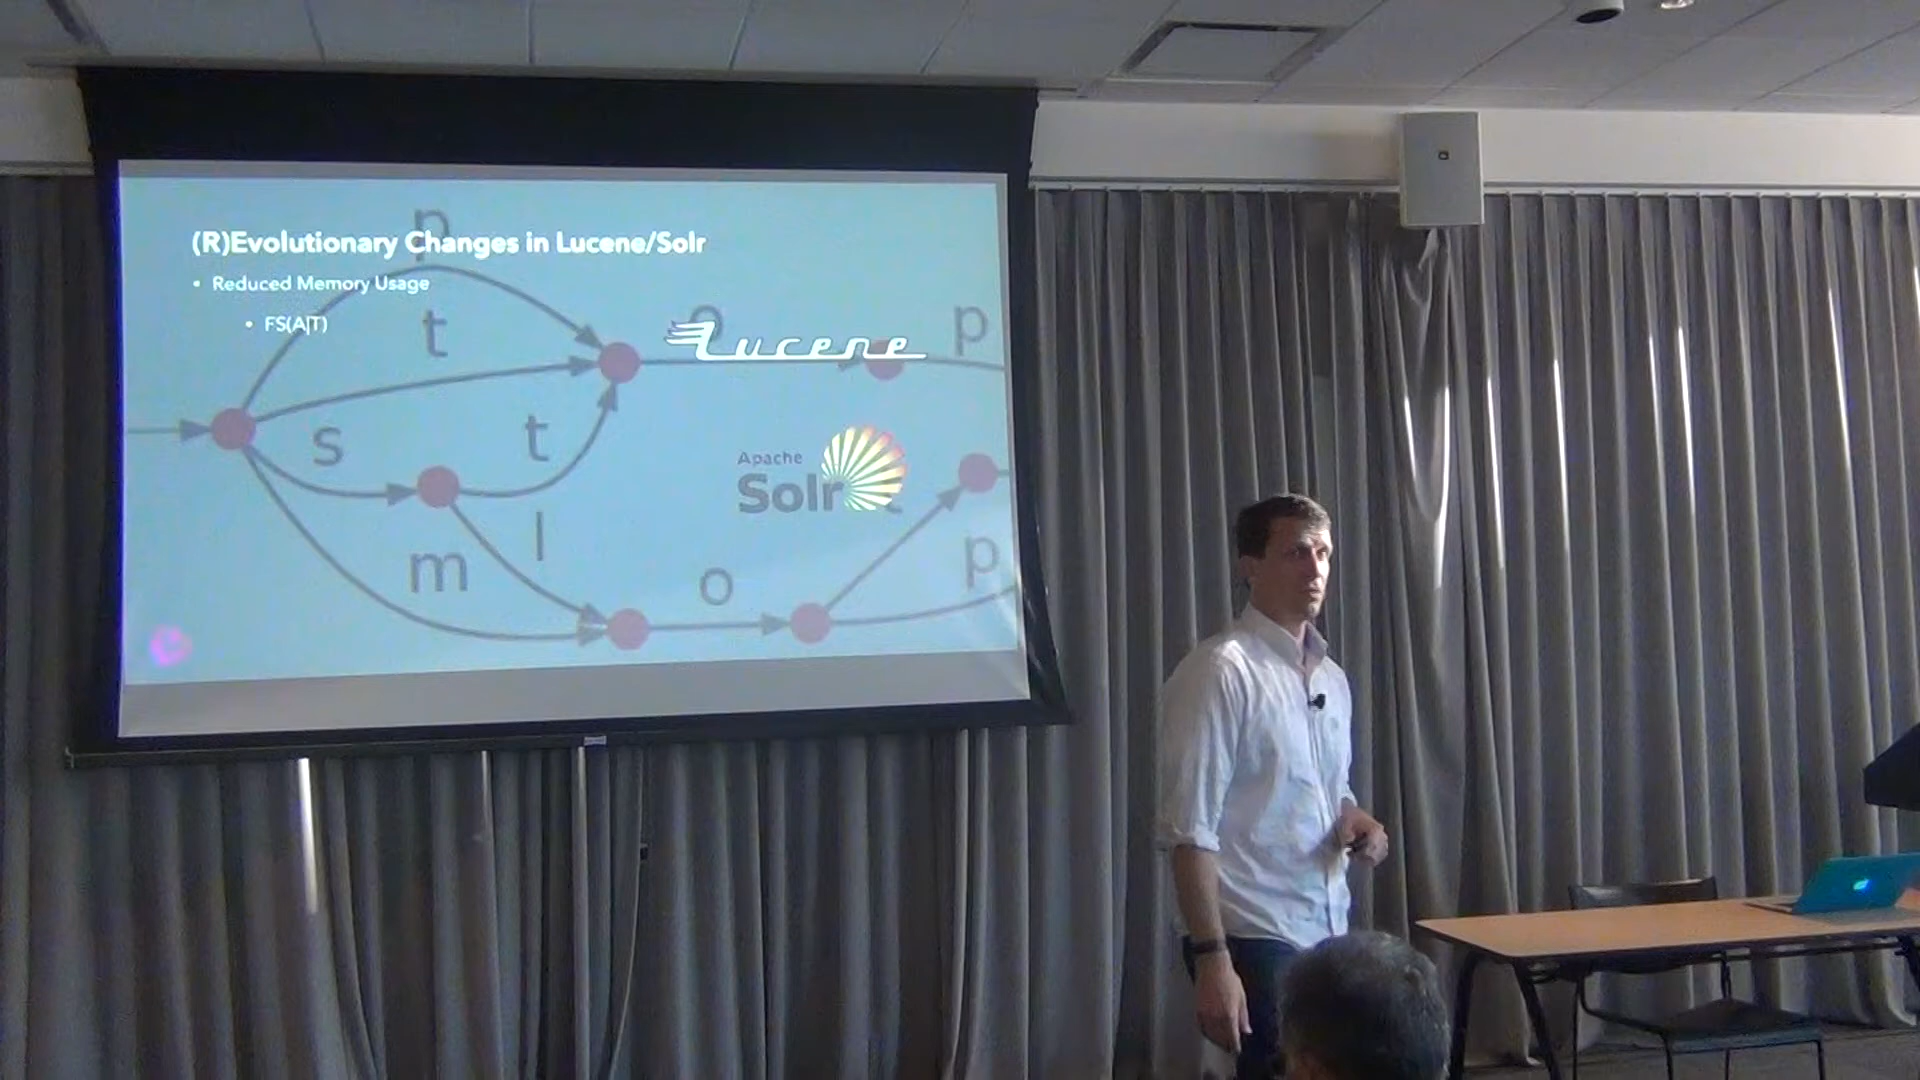 (R)Evolutionary Changes in Lucene/Solr
• Reduced Memory Usage
• FS(A|T)
Lucene
Apache
Solr
p
t
s
t
m
l
o
p
o
p